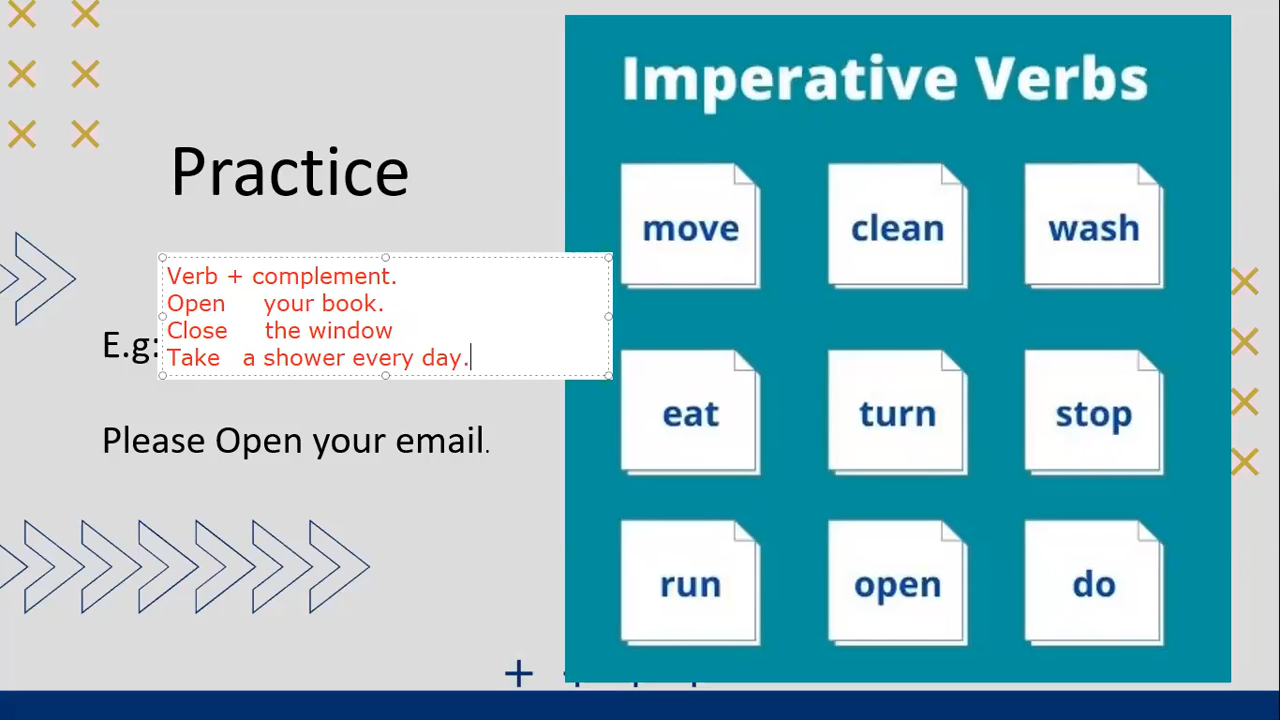 Practice
Verb + complement.
Open your book.
Close the window
Take a shower every day.
E.g:
Please Open your email.
Imperative Verbs
move clean wash
eat turn stop
run open do